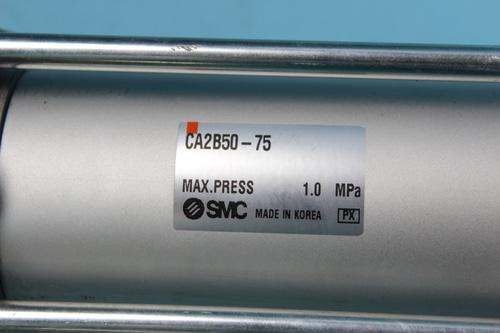 CA2B50-75
MAX.PRESS 1.0 MPa
SMC MADE IN KOREA PX